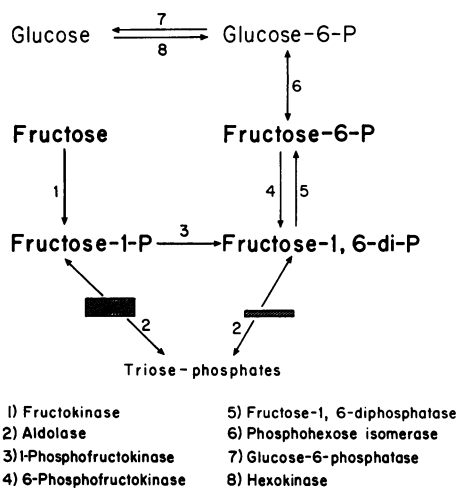 7
Glucose Glucose-6-P
8
6
Fructose Fructose-6-P
1 4 5
3
Fructose-1-P Fructose-1, 6-di-P
2 2
Triose-phosphates
1) Fructokinase
2) Aldolase
3) 1-Phosphofructokinase
4) 6-Phosphofructokinase
5) Fructose-1, 6-diphosphatase
6) Phosphohexose isomerase
7) Glucose-6-phosphatase
8) Hexokinase